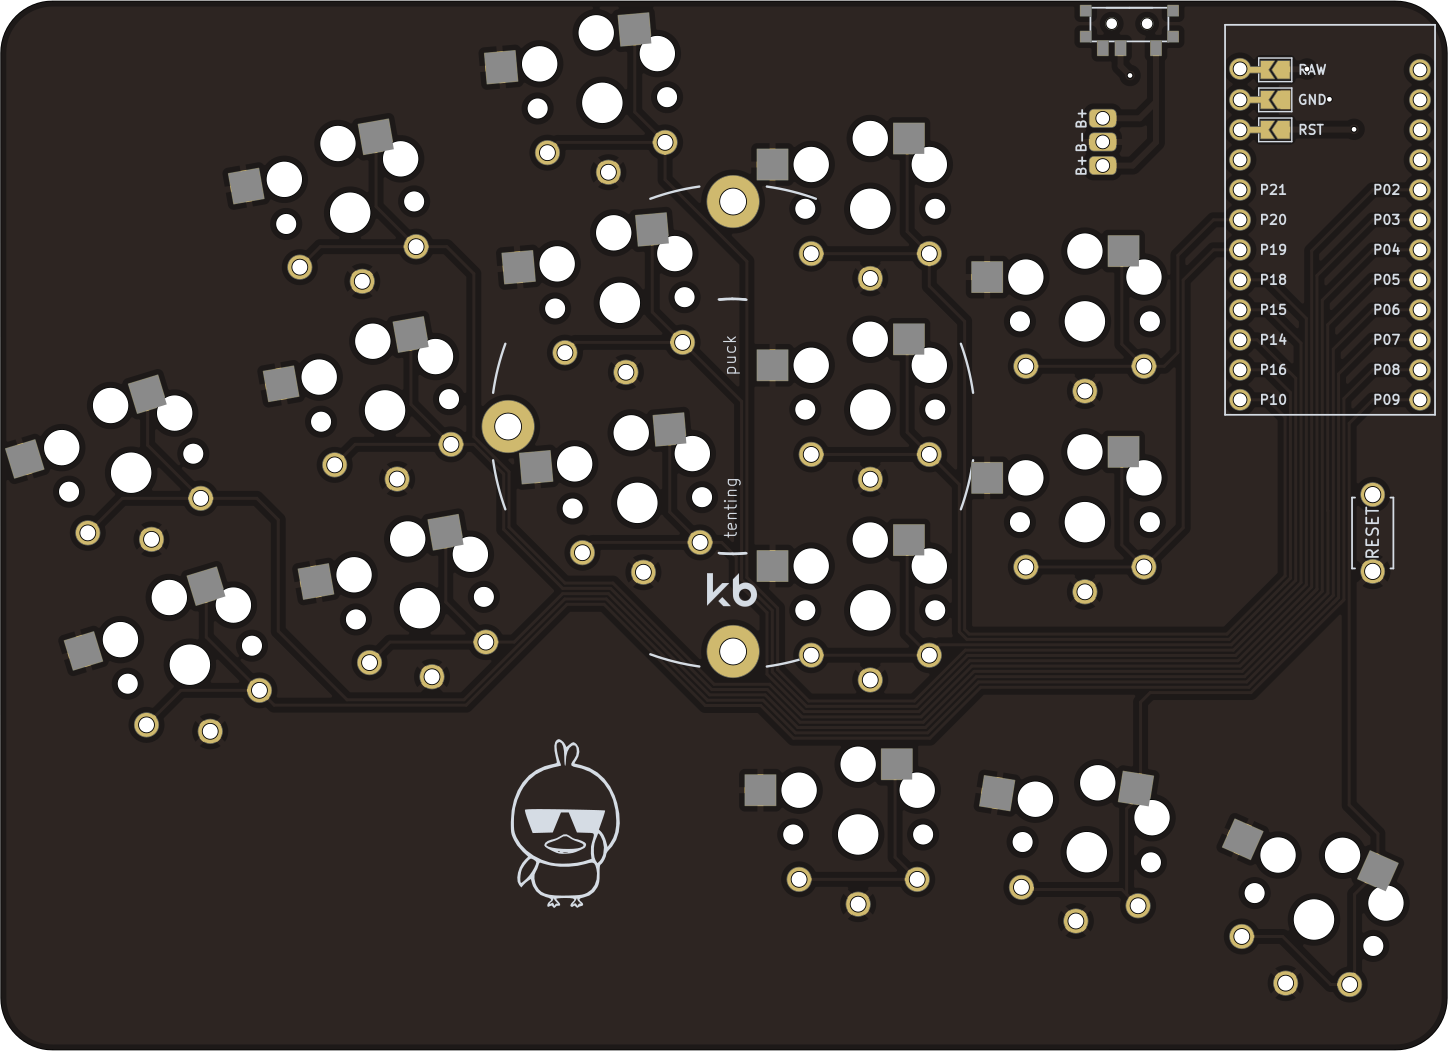 RAW
GND
RST
B+
B-
B+
P21
P20
P19
P18
P15
P14
P16
P10
P02
P03
P04
P05
P06
P07
P08
P09
puck
tenting
RESET
kb